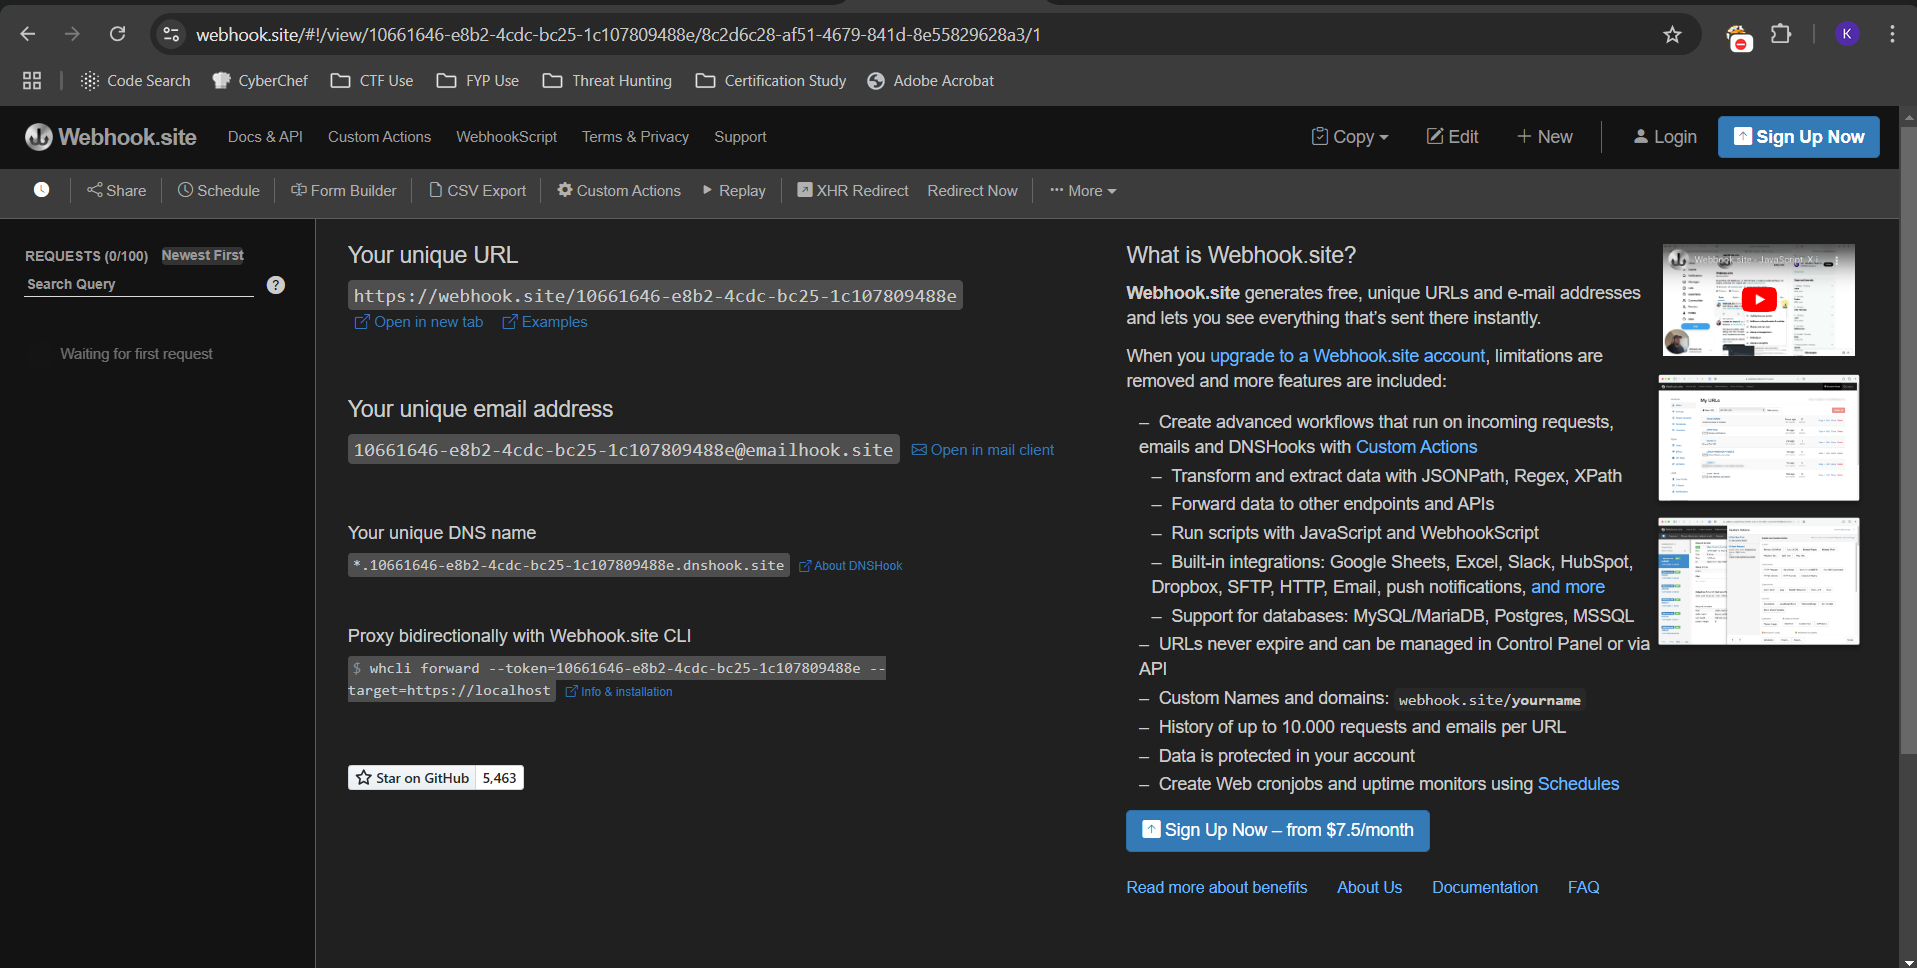 webhook.site/#!/view/10661646-e8b2-4cdc-bc25-1c107809488e/8c2d6c28-af51-4679-841d-8e55829628a3/1
K
Code Search
CyberChef
CTF Use
FYP Use
Threat Hunting
Certification Study
Adobe Acrobat
Webhook.site
Docs & API
Custom Actions
WebhookScript
Terms & Privacy
Support
Copy
Edit
New
Login
Sign Up Now
Share
Schedule
Form Builder
CSV Export
Custom Actions
Replay
XHR Redirect
Redirect Now
More
REQUESTS (0/100) Newest First
Search Query
?
Waiting for first request
Your unique URL
https://webhook.site/10661646-e8b2-4cdc-bc25-1c107809488e
Open in new tab
Examples
Your unique email address
10661646-e8b2-4cdc-bc25-1c107809488e@emailhook.site
Open in mail client
Your unique DNS name
*.10661646-e8b2-4cdc-bc25-1c107809488e.dnshook.site
About DNSHook
Proxy bidirectionally with Webhook.site CLI
$ whcli forward --token=10661646-e8b2-4cdc-bc25-1c107809488e --
target=https://localhost
Info & installation
Star on GitHub
5,463
What is Webhook.site?
Webhook.site generates free, unique URLs and e-mail addresses
and lets you see everything that's sent there instantly.
When you upgrade to a Webhook.site account, limitations are
removed and more features are included:
– Create advanced workflows that run on incoming requests,
emails and DNSHooks with Custom Actions
– Transform and extract data with JSONPath, Regex, XPath
– Forward data to other endpoints and APIs
– Run scripts with JavaScript and WebhookScript
– Built-in integrations: Google Sheets, Excel, Slack, HubSpot,
Dropbox, SFTP, HTTP, Email, push notifications, and more
– Support for databases: MySQL/MariaDB, Postgres, MSSQL
– URLs never expire and can be managed in Control Panel or via
API
– Custom Names and domains: webhook.site/yourname
– History of up to 10.000 requests and emails per URL
– Data is protected in your account
– Create Web cronjobs and uptime monitors using Schedules
Sign Up Now – from $7.5/month
Read more about benefits
About Us
Documentation
FAQ
Webhook.site - JavaScript, X
My URLs